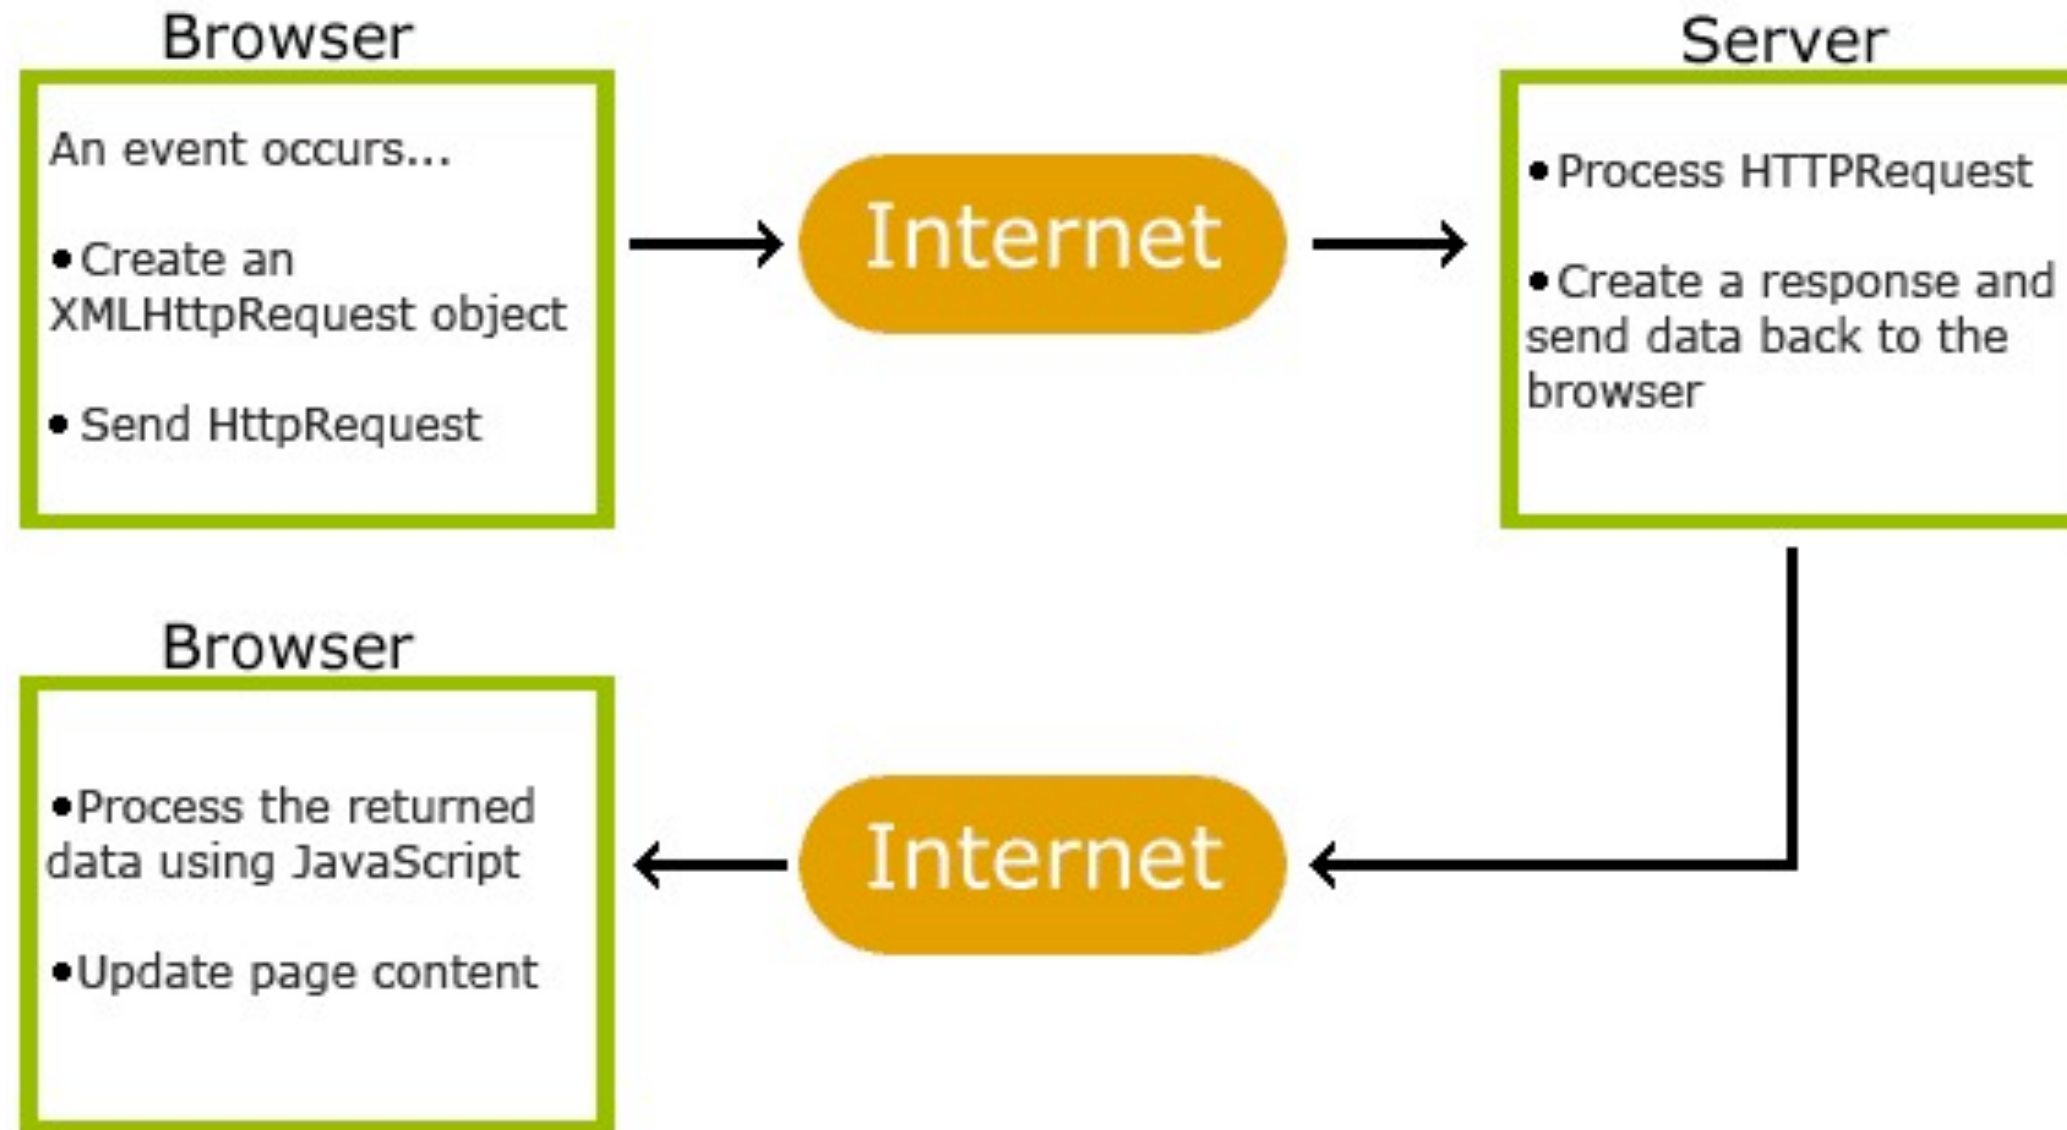 Browser
An event occurs...
•Create an
XMLHttpRequest object
• Send HttpRequest
Internet
Server
•Process HTTPRequest
•Create a response and
send data back to the
browser
Internet
Browser
•Process the returned
data using JavaScript
•Update page content